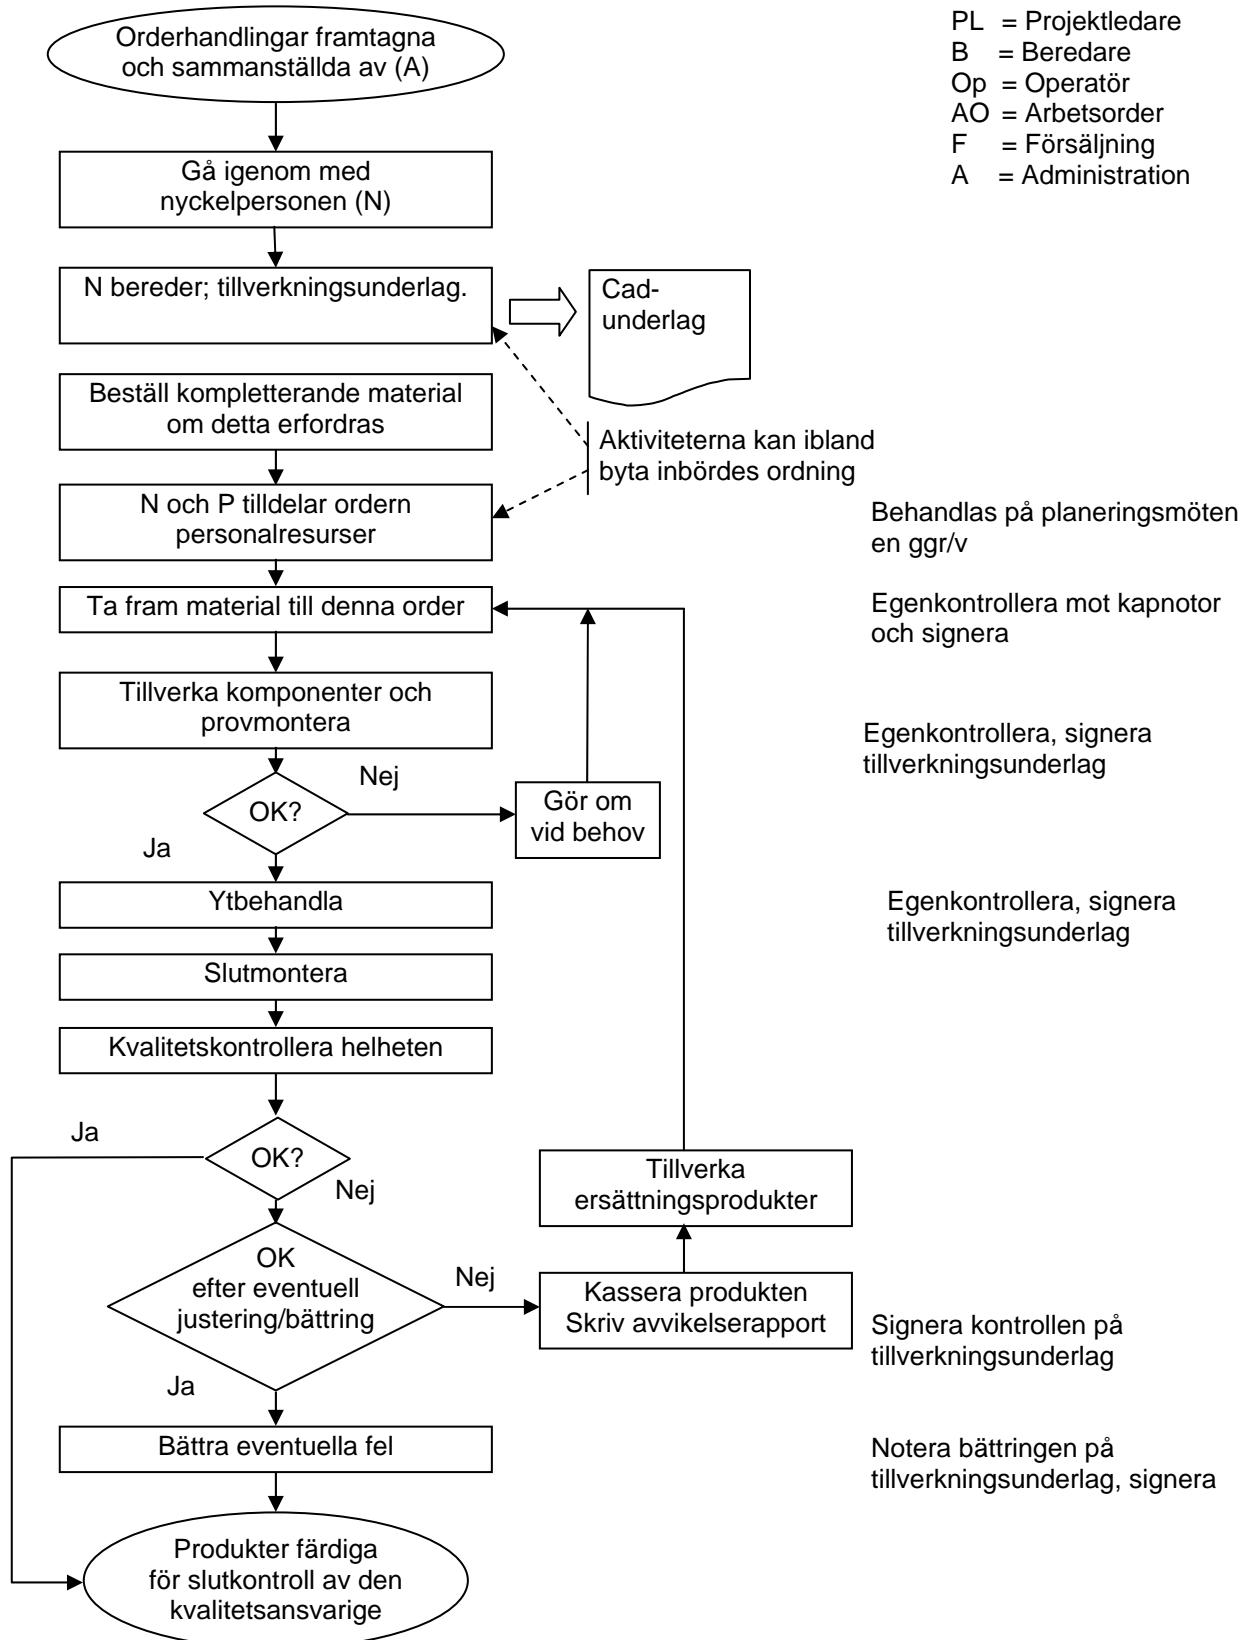 Orderhandlingar framtagna
och sammanställda av (A)
PL = Projektledare
B = Beredare
Op = Operatör
AO = Arbetsorder
F = Försäljning
A = Administration
Gå igenom med
nyckelpersonen (N)
N bereder; tillverkningsunderlag.
Cad-
underlag
Beställ kompletterande material
om detta erfordras
Aktiviteterna kan ibland
byta inbördes ordning
N och P tilldelar ordern
personalresurser
Behandlas på planeringsmöten
en ggr/v
Ta fram material till denna order
Egenkontrollera mot kapnotor
och signera
Tillverka komponenter och
provmontera
Egenkontrollera, signera
tillverkningsunderlag
OK?
Nej
Gör om
vid behov
Ja
Ytbehandla
Egenkontrollera, signera
tillverkningsunderlag
Slutmontera
Kvalitetskontrollera helheten
Ja
OK?
Nej
Tillverka
ersättningsprodukter
OK
efter eventuell
justering/bättring
Nej
Kassera produkten
Skriv avvikelserapport
Signera kontrollen på
tillverkningsunderlag
Ja
Bättra eventuella fel
Notera bättringen på
tillverkningsunderlag, signera
Produkter färdiga
för slutkontroll av den
kvalitetsansvarige